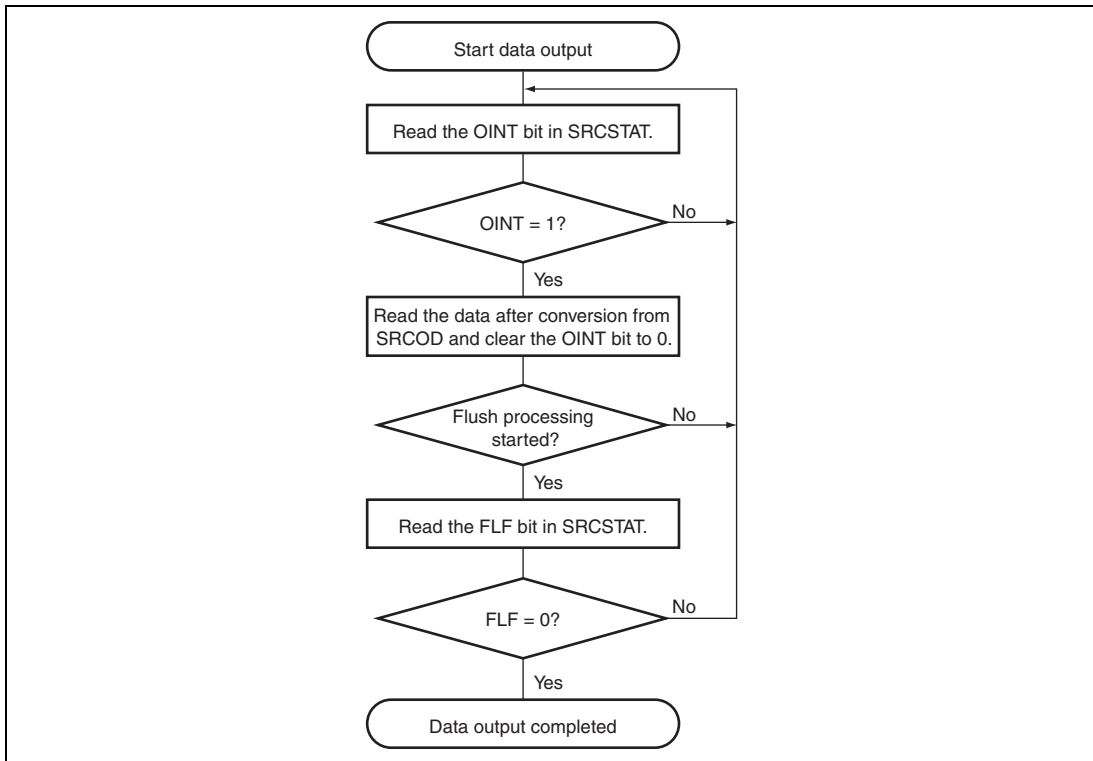 Start data output
Read the OINT bit in SRCSTAT.
OINT = 1?
No
Yes
Read the data after conversion from
SRCOD and clear the OINT bit to 0.
Flush processing
started?
No
Yes
Read the FLF bit in SRCSTAT.
FLF = 0?
No
Yes
Data output completed